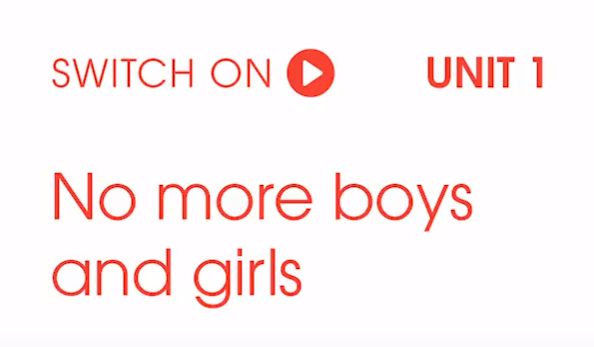 SWITCH ON
UNIT 1
No more boys
and girls